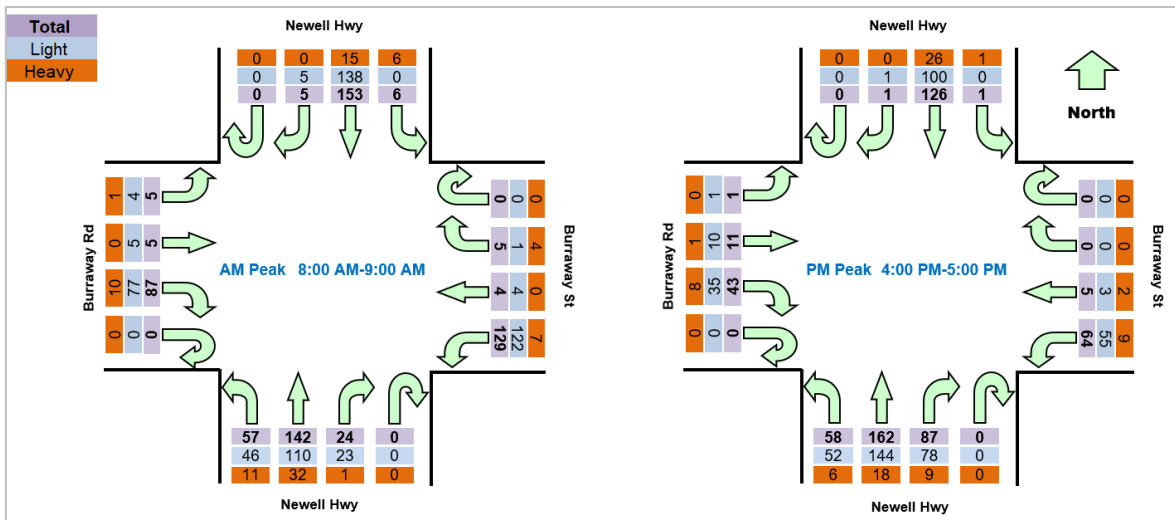 Total
Light
Heavy
Newell Hwy
0 0 15 6
0 5 138 0
0 5 153 6
Burraway Rd
1 4 5
0 5 5
10 77 87
0 0 0
AM Peak 8:00 AM-9:00 AM
0 0 0
5 1 4
4 4 0
129 122 7
Burraway St
57 142 24 0
46 110 23 0
11 32 1 0
Newell Hwy
Newell Hwy
0 0 26 1
0 1 100 0
0 1 126 1
North
Burraway Rd
0 1 1
1 10 11
8 35 43
0 0 0
PM Peak 4:00 PM-5:00 PM
0 0 0
0 0 0
5 3 2
64 55 9
Burraway St
58 162 87 0
52 144 78 0
6 18 9 0
Newell Hwy